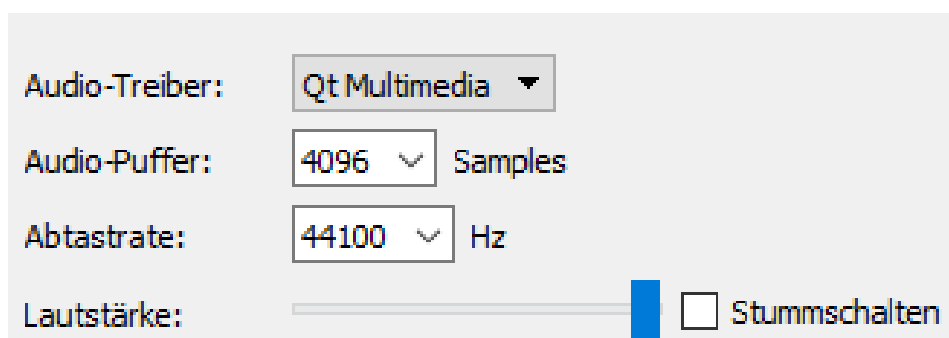 Audio-Treiber: Qt Multimedia
Audio-Puffer: 4096 Samples
Abtastrate: 44100 Hz
Lautstärke: Stummschalten